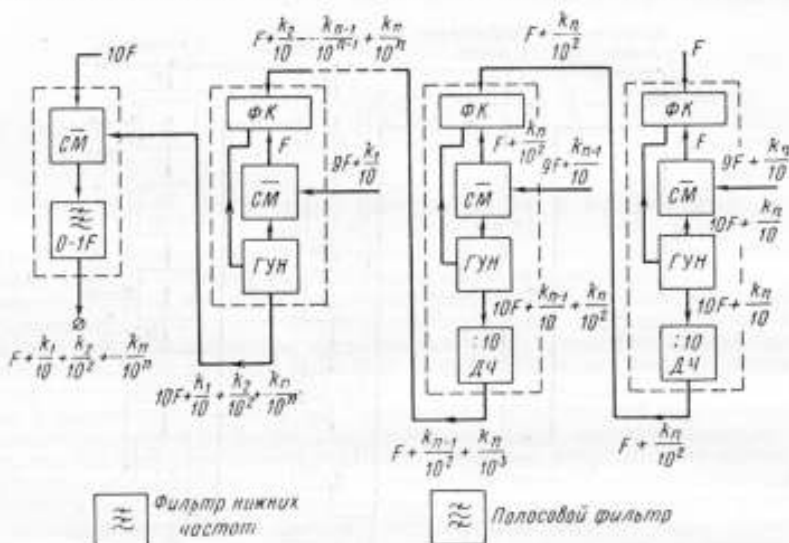 10F
F + k₂/10 --- kₙ₋₁/10ⁿ⁻¹ + kₙ/10ⁿ
F + kₙ/10²
F
СМ
0-1F
F + k₁/10 + k₂/10² + --- kₙ/10ⁿ
ФК
F
9F + k₁/10
СМ
ГУН
10F + k₁/10 + k₂/10² + kₙ/10ⁿ
ФК
F + kₙ/10²
9F + kₙ₋₁/10
СМ
ГУН
10F + kₙ₋₁/10 + kₙ/10²
:10
ДЧ
F + kₙ₋₁/10² + kₙ/10³
ФК
F
9F + kₙ/10
СМ
10F + kₙ/10
ГУН
10F + kₙ/10
:10
ДЧ
F + kₙ/10²
Фильтр нижних
частот
Полосовой фильтр